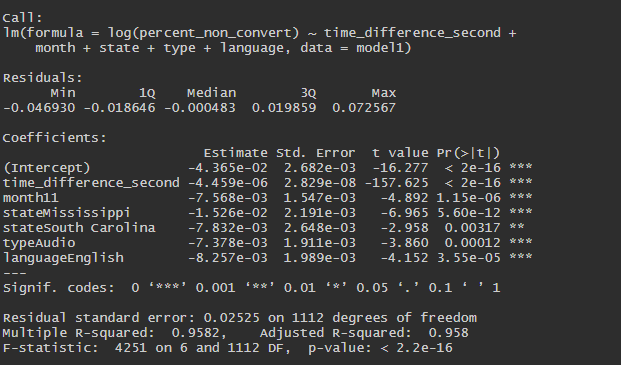 Call:
lm(formula = log(percent_non_convert) ~ time_difference_second +
    month + state + type + language, data = model1)

Residuals:
      Min        1Q    Median        3Q       Max
-0.046930 -0.018646 -0.000483  0.019859  0.072567

Coefficients:
                         Estimate Std. Error  t value Pr(>|t|)
(Intercept)            -4.365e-02  2.682e-03  -16.277  < 2e-16 ***
time_difference_second -4.459e-06  2.829e-08 -157.625  < 2e-16 ***
month11                -7.568e-03  1.547e-03   -4.892 1.15e-06 ***
stateMississippi       -1.526e-02  2.191e-03   -6.965 5.60e-12 ***
stateSouth Carolina    -7.832e-03  2.648e-03   -2.958  0.00317 **
typeAudio              -7.378e-03  1.911e-03   -3.860  0.00012 ***
languageEnglish        -8.257e-03  1.989e-03   -4.152 3.55e-05 ***
---
Signif. codes:  0 ‘***’ 0.001 ‘**’ 0.01 ‘*’ 0.05 ‘.’ 0.1 ‘ ’ 1

Residual standard error: 0.02525 on 1112 degrees of freedom
Multiple R-squared:  0.9582,    Adjusted R-squared:  0.958
F-statistic:  4251 on 6 and 1112 DF,  p-value: < 2.2e-16